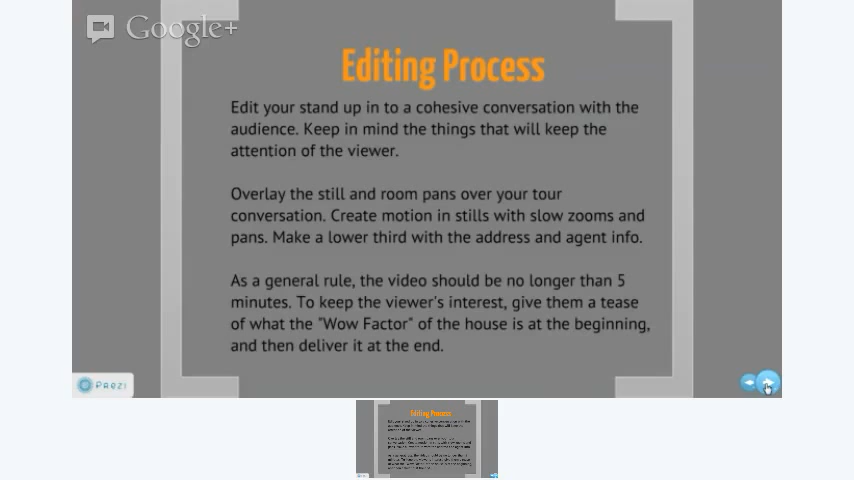 Google+
Editing Process
Edit your stand up in to a cohesive conversation with the
audience. Keep in mind the things that will keep the
attention of the viewer.
Overlay the still and room pans over your tour
conversation. Create motion in stills with slow zooms and
pans. Make a lower third with the address and agent info.
As a general rule, the video should be no longer than 5
minutes. To keep the viewer's interest, give them a tease
of what the "Wow Factor" of the house is at the beginning,
and then deliver it at the end.
PREZI
Editing Process